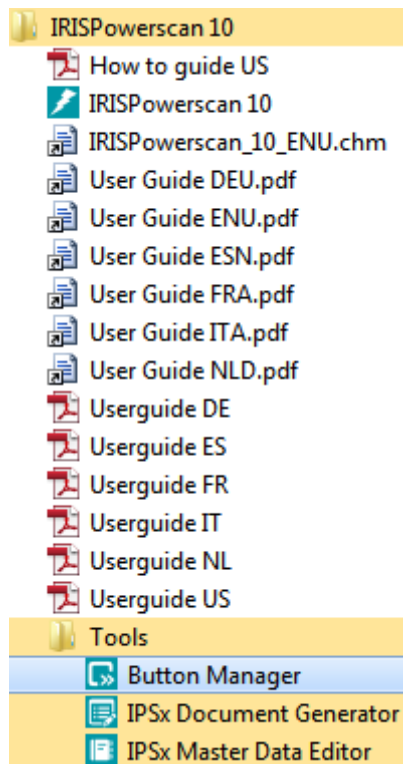 IRISPowerscan 10
How to guide US
IRISPowerscan 10
IRISPowerscan_10_ENU.chm
User Guide DEU.pdf
User Guide ENU.pdf
User Guide ESN.pdf
User Guide FRA.pdf
User Guide ITA.pdf
User Guide NLD.pdf
Userguide DE
Userguide ES
Userguide FR
Userguide IT
Userguide NL
Userguide US
Tools
Button Manager
IPSx Document Generator
IPSx Master Data Editor